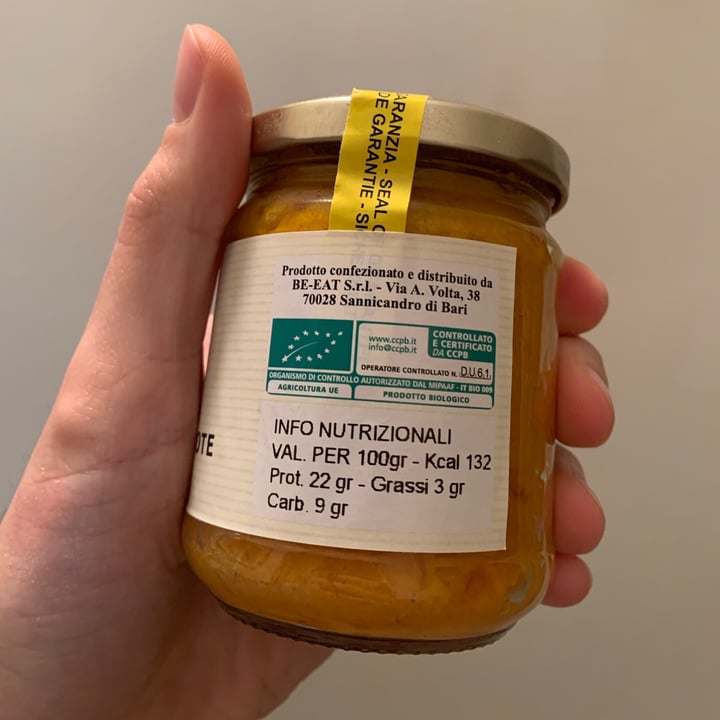 ARANZIA - SEAL
DE GARANTIE - SI
Prodotto confezionato e distribuito da
BE-EAT S.r.l. - Via A. Volta, 38
70028 Sannicandro di Bari
www.ccpb.it
info@ccpb.it
CONTROLLATO
E CERTIFICATO
DA CCPB
OPERATORE CONTROLLATO N. D.U.6.1.
ORGANISMO DI CONTROLLO AUTORIZZATO DAL MIPAAF - IT BIO 009
AGRICOLTURA UE
PRODOTTO BIOLOGICO
OTE
INFO NUTRIZIONALI
VAL. PER 100gr - Kcal 132
Prot. 22 gr - Grassi 3 gr
Carb. 9 gr